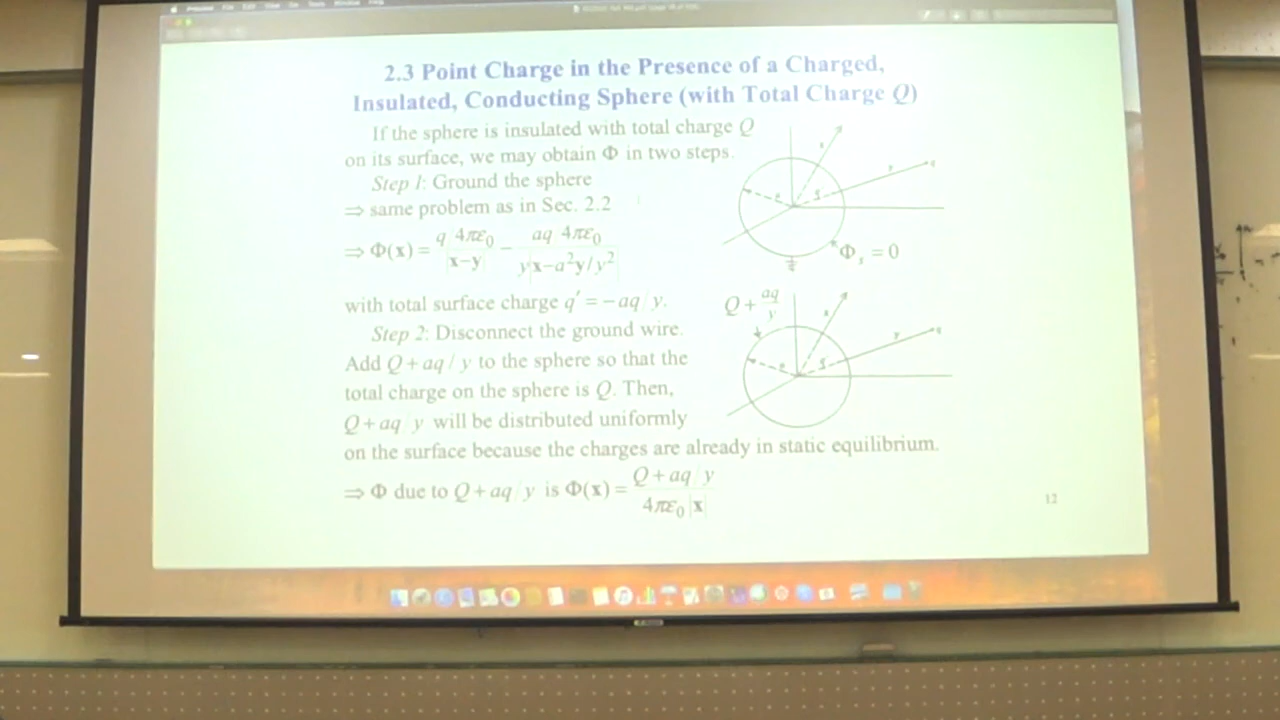 2.3 Point Charge in the Presence of a Charged,
Insulated, Conducting Sphere (with Total Charge Q)
If the sphere is insulated with total charge Q
on its surface, we may obtain Φ in two steps.
Step 1: Ground the sphere
⇒ same problem as in Sec. 2.2
⇒ Φ(x) = q/4πε₀ / |x−y| − aq/4πε₀ / y|x−a²y/y²|
Φs = 0
with total surface charge q′ = −aq/y.
Q + aq/y
Step 2: Disconnect the ground wire.
Add Q + aq / y to the sphere so that the
total charge on the sphere is Q. Then,
Q + aq/y will be distributed uniformly
on the surface because the charges are already in static equilibrium.
⇒ Φ due to Q + aq/y is Φ(x) = Q + aq/y / 4πε₀|x|
12